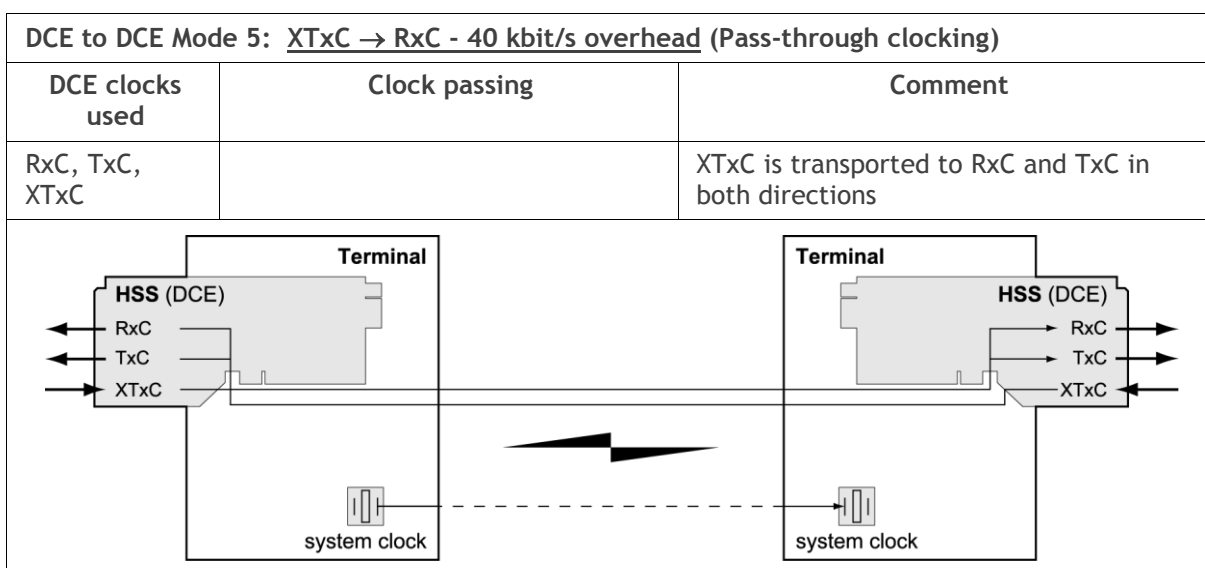 DCE to DCE Mode 5: XTxC → RxC - 40 kbit/s overhead (Pass-through clocking)
DCE clocks
used
Clock passing
Comment
RxC, TxC,
XTxC
XTxC is transported to RxC and TxC in
both directions
Terminal
HSS (DCE)
RxC
TxC
XTxC
system clock
Terminal
HSS (DCE)
RxC
TxC
XTxC
system clock